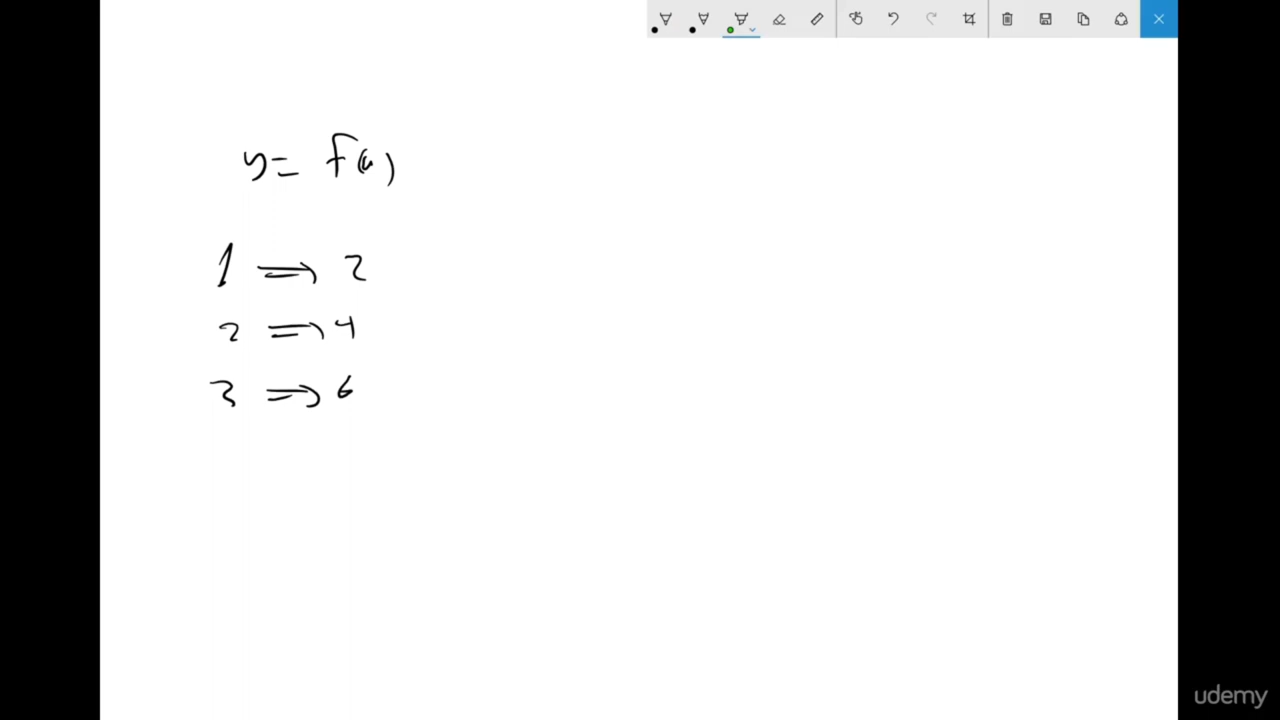 y = f(x)
1 ⇒ 2
2 ⇒ 4
3 ⇒ 6
udemy